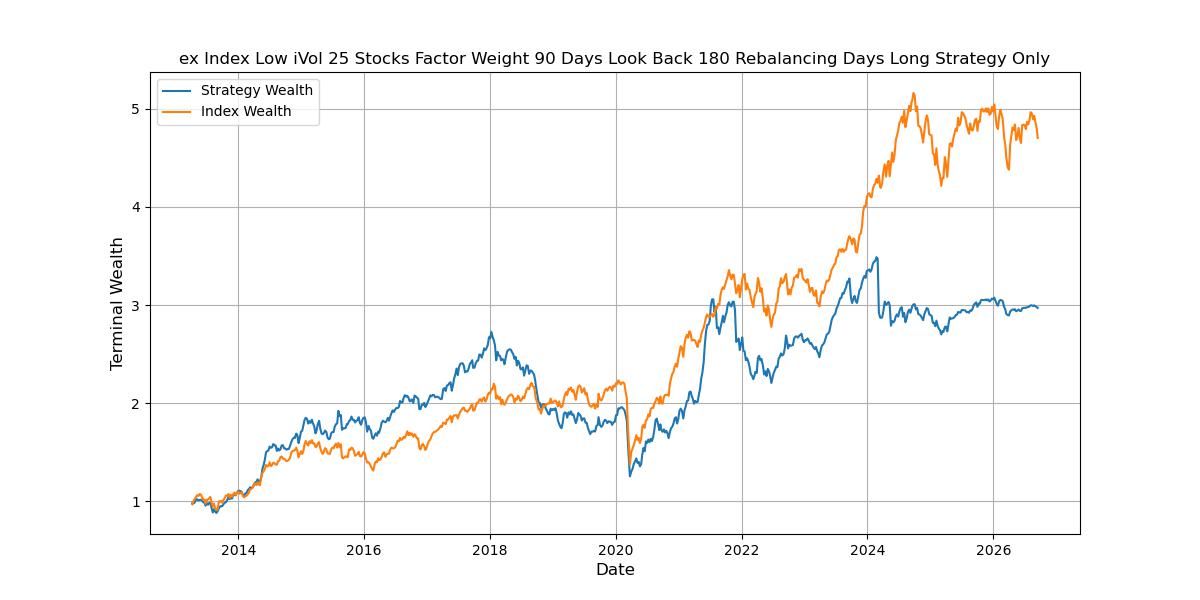 ex Index Low iVol 25 Stocks Factor Weight 90 Days Look Back 180 Rebalancing Days Long Strategy Only
Strategy Wealth
Index Wealth
Terminal Wealth
5
4
3
2
1
2014 2016 2018 2020 2022 2024 2026
Date